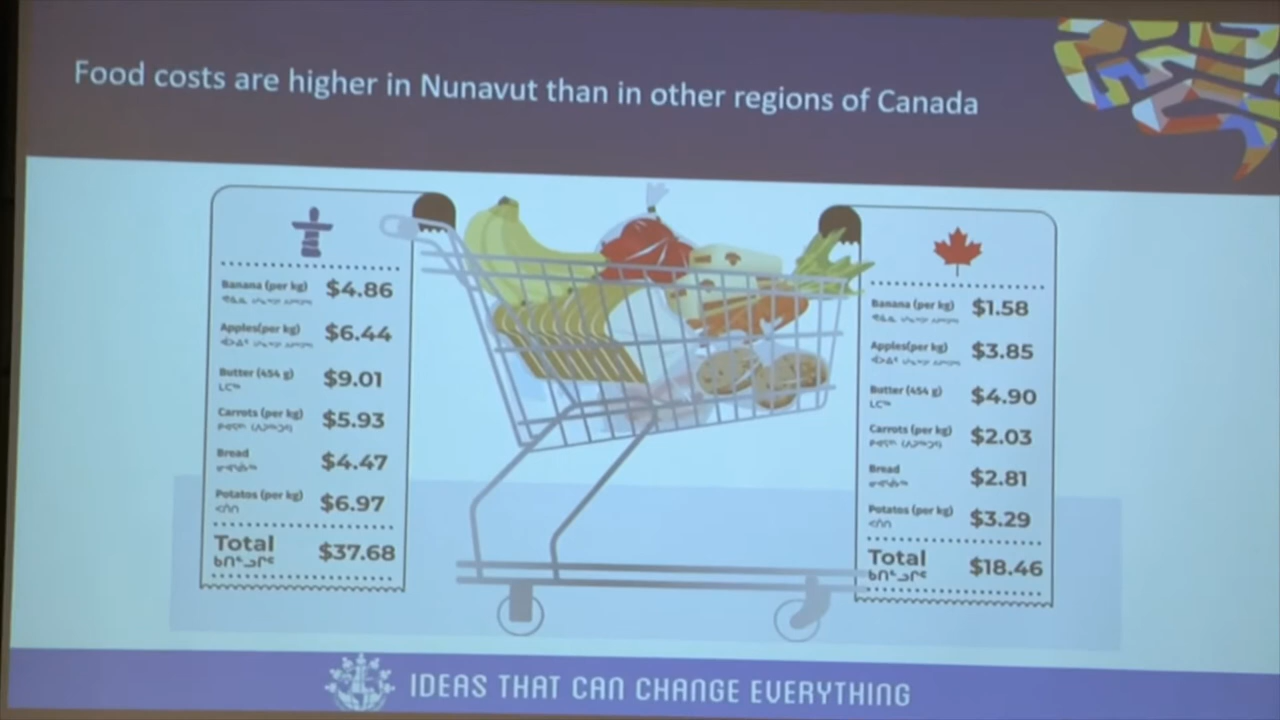 Food costs are higher in Nunavut than in other regions of Canada
Banana (per kg) $4.86
Apples(per kg) $6.44
Butter (454 g) $9.01
Carrots (per kg) $5.93
Bread $4.47
Potatos (per kg) $6.97
Total $37.68
Banana (per kg) $1.58
Apples(per kg) $3.85
Butter (454 g) $4.90
Carrots (per kg) $2.03
Bread $2.81
Potatos (per kg) $3.29
Total $18.46
IDEAS THAT CAN CHANGE EVERYTHING